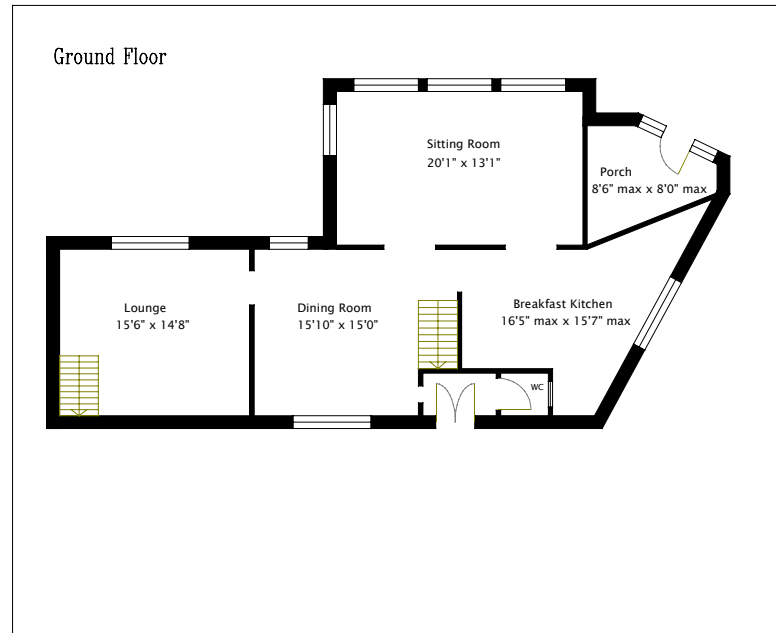 Ground Floor
Sitting Room
20'1" x 13'1"
Porch
8'6" max x 8'0" max
Lounge
15'6" x 14'8"
Dining Room
15'10" x 15'0"
Breakfast Kitchen
16'5" max x 15'7" max
WC